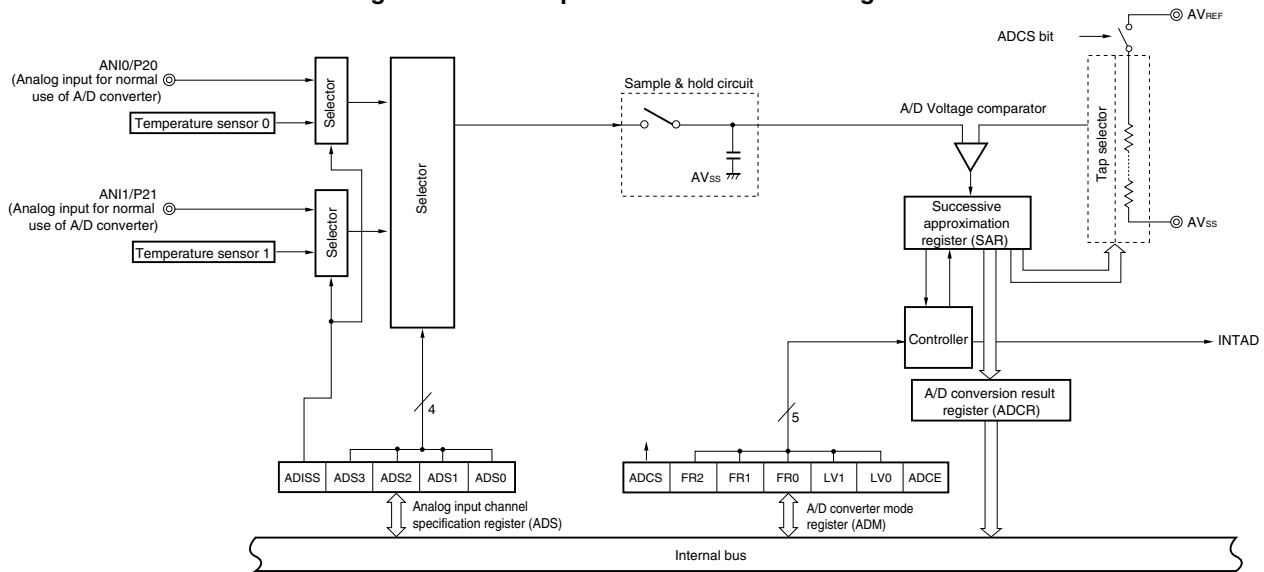 AVREF
ADCS bit
ANI0/P20
(Analog input for normal
use of A/D converter)
Selector
Temperature sensor 0
Selector
Sample & hold circuit
AVss
A/D Voltage comparator
Tap selector
ANI1/P21
(Analog input for normal
use of A/D converter)
Selector
Temperature sensor 1
Successive
approximation
register (SAR)
AVss
Controller
INTAD
A/D conversion result
register (ADCR)
4
5
ADISS ADS3 ADS2 ADS1 ADS0
ADCS FR2 FR1 FR0 LV1 LV0 ADCE
Analog input channel
specification register (ADS)
A/D converter mode
register (ADM)
Internal bus